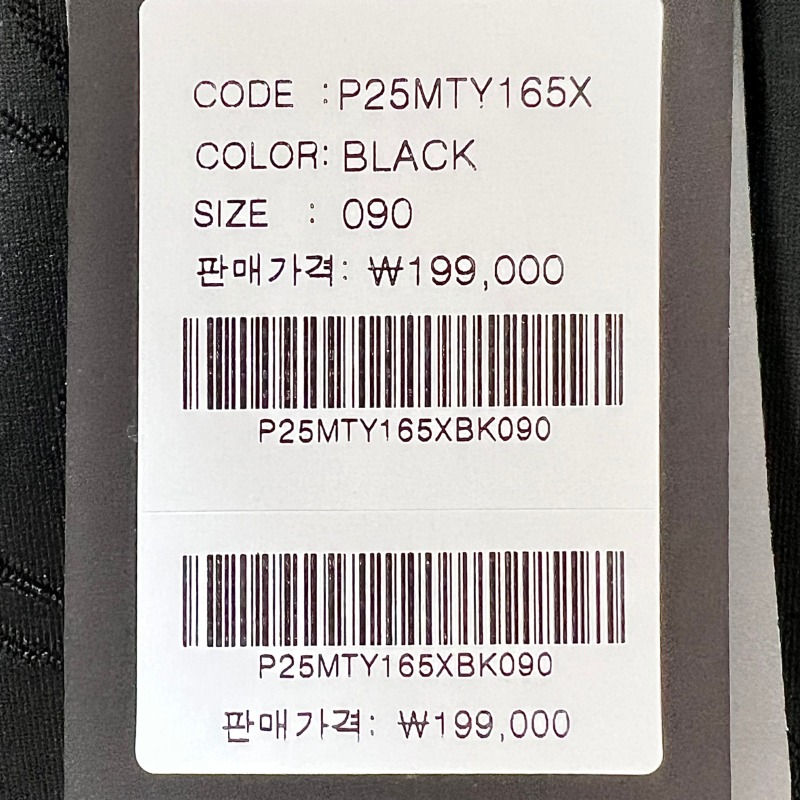 CODE :P25MTY165X
COLOR: BLACK
SIZE : 090
판매가격: ₩199,000
P25MTY165XBK090
P25MTY165XBK090
판매가격: ₩199,000